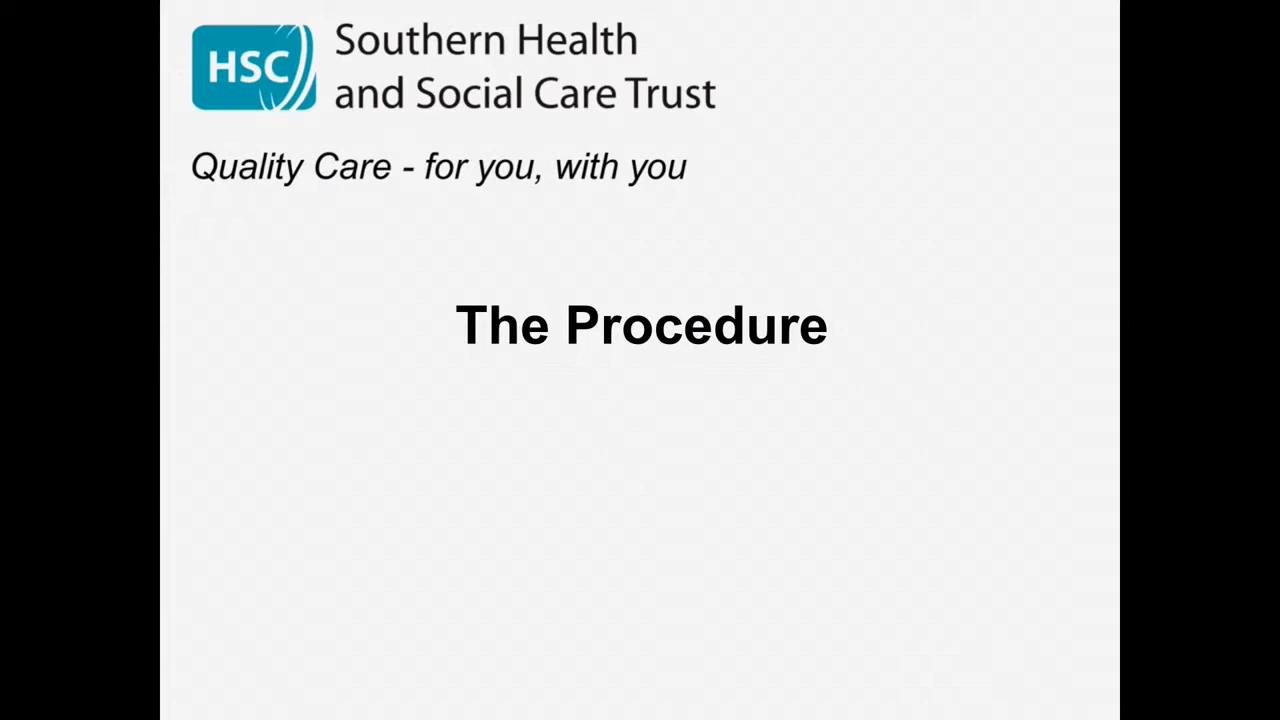 HSC
Southern Health
and Social Care Trust
Quality Care - for you, with you
The Procedure